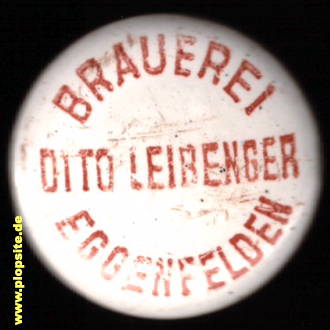 BRAUEREI
OTTO LEIRENGER
EGGENFELDEN
www.plopsite.de